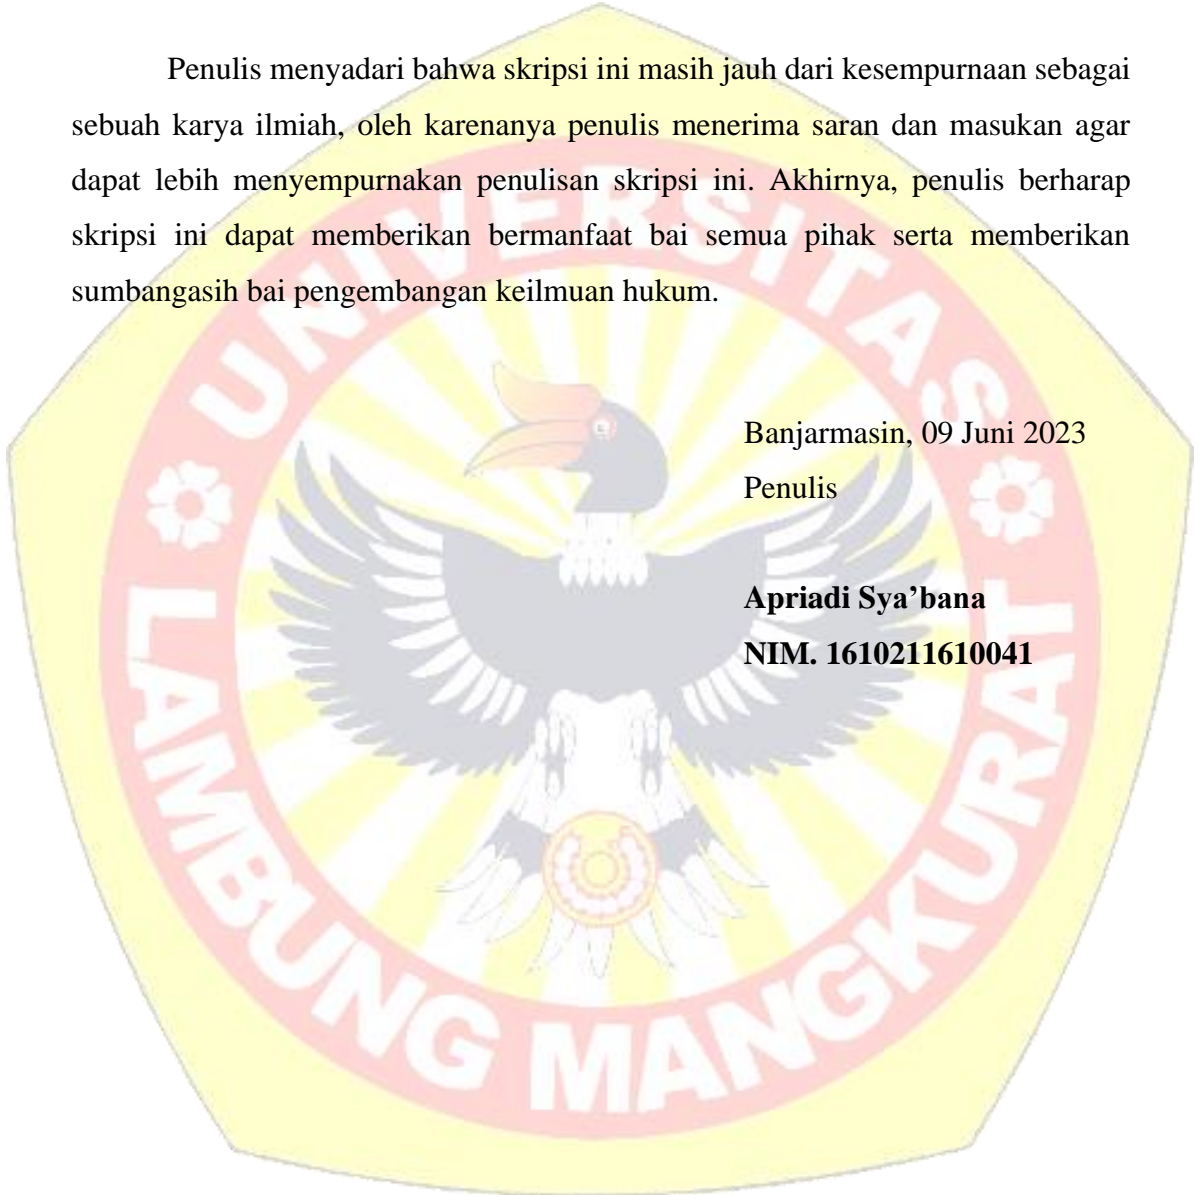 Penulis menyadari bahwa skripsi ini masih jauh dari kesempurnaan sebagai
sebuah karya ilmiah, oleh karenanya penulis menerima saran dan masukan agar
dapat lebih menyempurnakan penulisan skripsi ini. Akhirnya, penulis berharap
skripsi ini dapat memberikan bermanfaat bai semua pihak serta memberikan
sumbangasih bai pengembangan keilmuan hukum.
Banjarmasin, 09 Juni 2023
Penulis
Apriadi Sya’bana
NIM. 1610211610041
UNIVERSITAS
LAMBUNG MANGKURAT